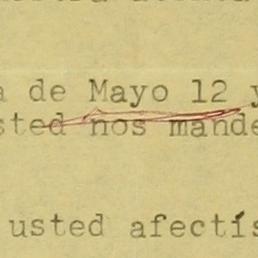 a de Mayo 12 y
sted nos mande
usted afectís